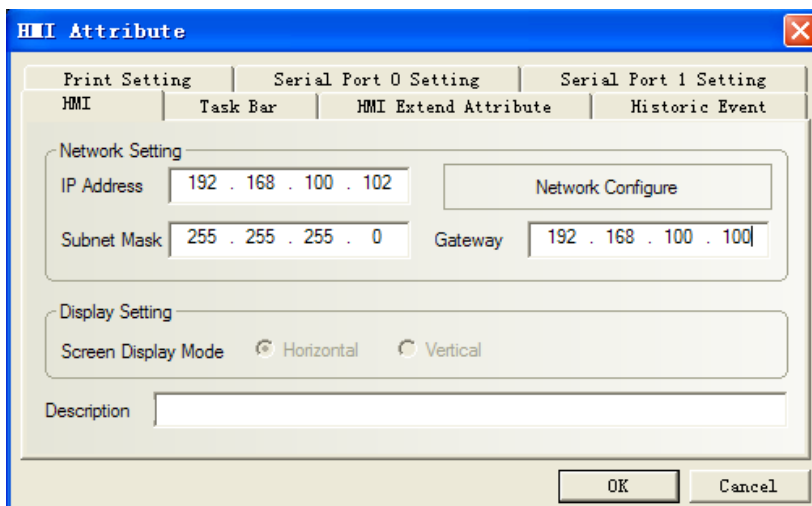 HMI Attribute
Print Setting Serial Port 0 Setting Serial Port 1 Setting
HMI Task Bar HMI Extend Attribute Historic Event
Network Setting
IP Address 192 . 168 . 100 . 102 Network Configure
Subnet Mask 255 . 255 . 255 . 0 Gateway 192 . 168 . 100 . 100
Display Setting
Screen Display Mode Horizontal Vertical
Description
OK Cancel